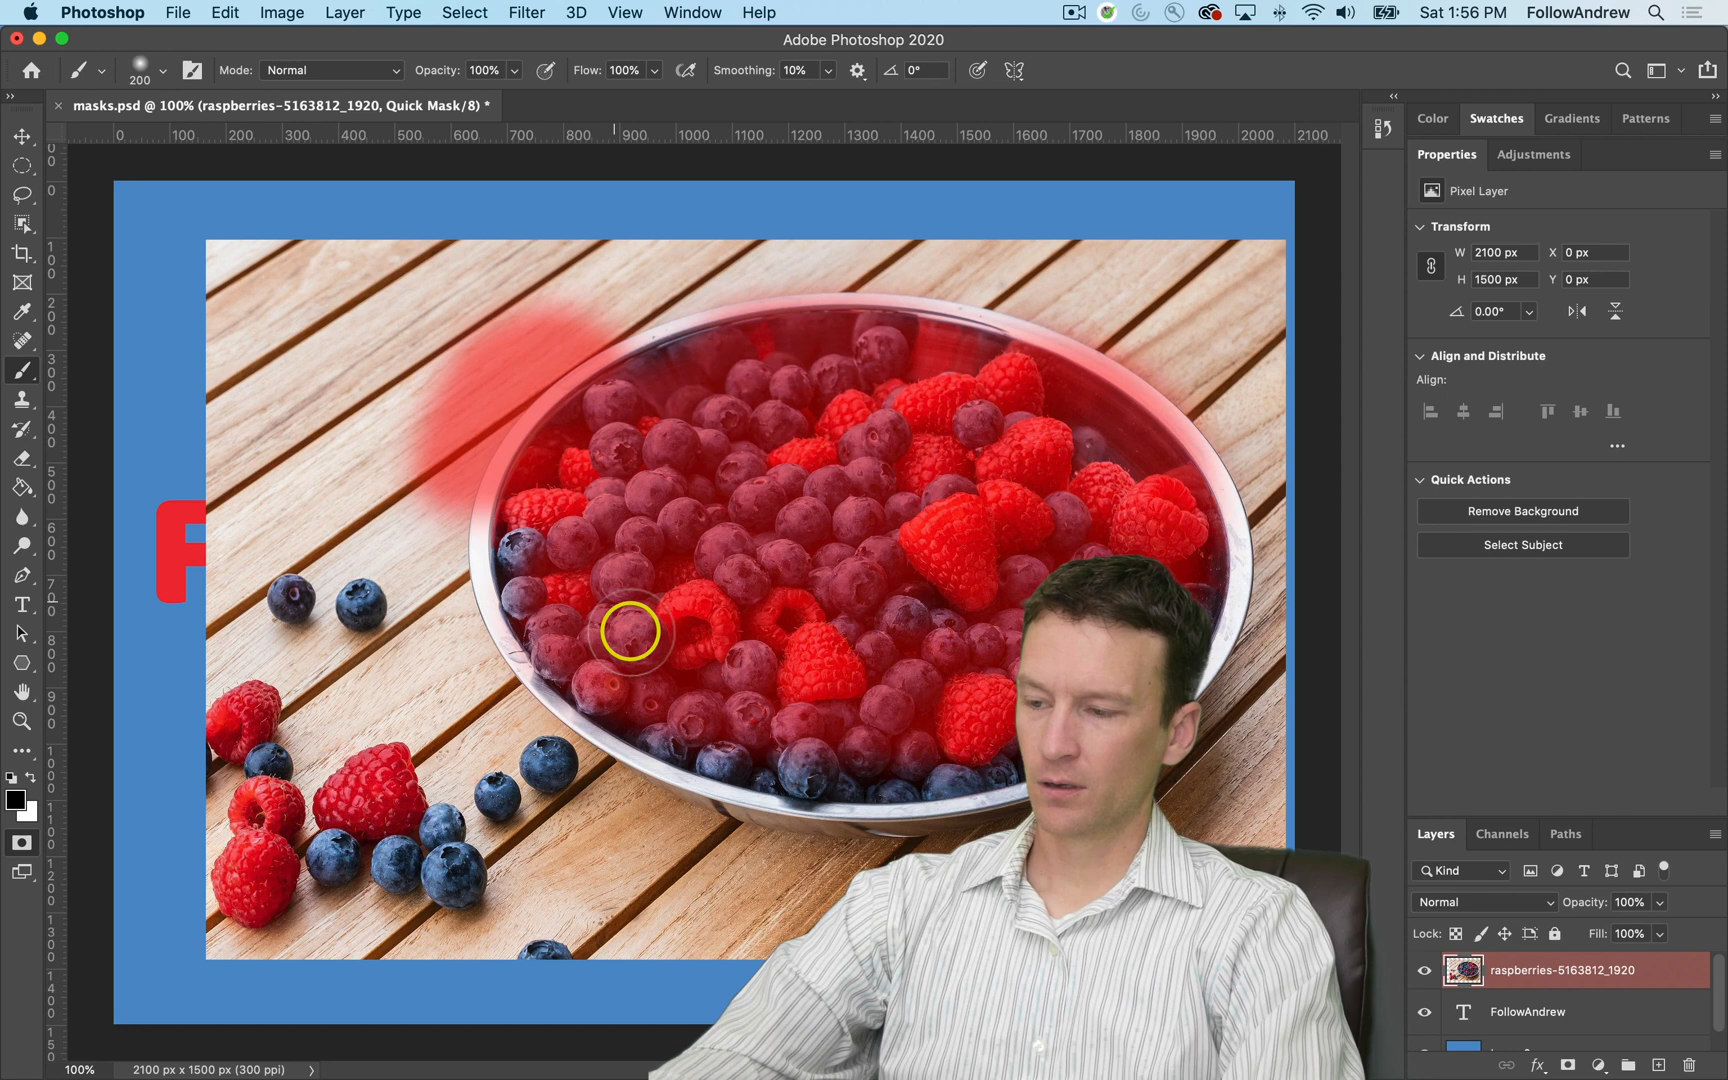 Photoshop File Edit Image Layer Type Select Filter 3D View Window Help Sat 1:56 PM FollowAndrew
Adobe Photoshop 2020
200 Mode: Normal Opacity: 100% Flow: 100% Smoothing: 10% 0°
masks.psd @ 100% (raspberries-5163812_1920, Quick Mask/8) *
0 100 200 300 400 500 600 700 800 900 1000 1100 1200 1300 1400 1500 1600 1700 1800 1900 2000 2100
Color Swatches Gradients Patterns
Properties Adjustments
Pixel Layer
Transform
W 2100 px X 0 px
H 1500 px Y 0 px
0.00°
Align and Distribute
Align:
Quick Actions
Remove Background
Select Subject
Layers Channels Paths
Kind
Normal Opacity: 100%
Lock: Fill: 100%
raspberries-5163812_1920
FollowAndrew
100% 2100 px x 1500 px (300 ppi)